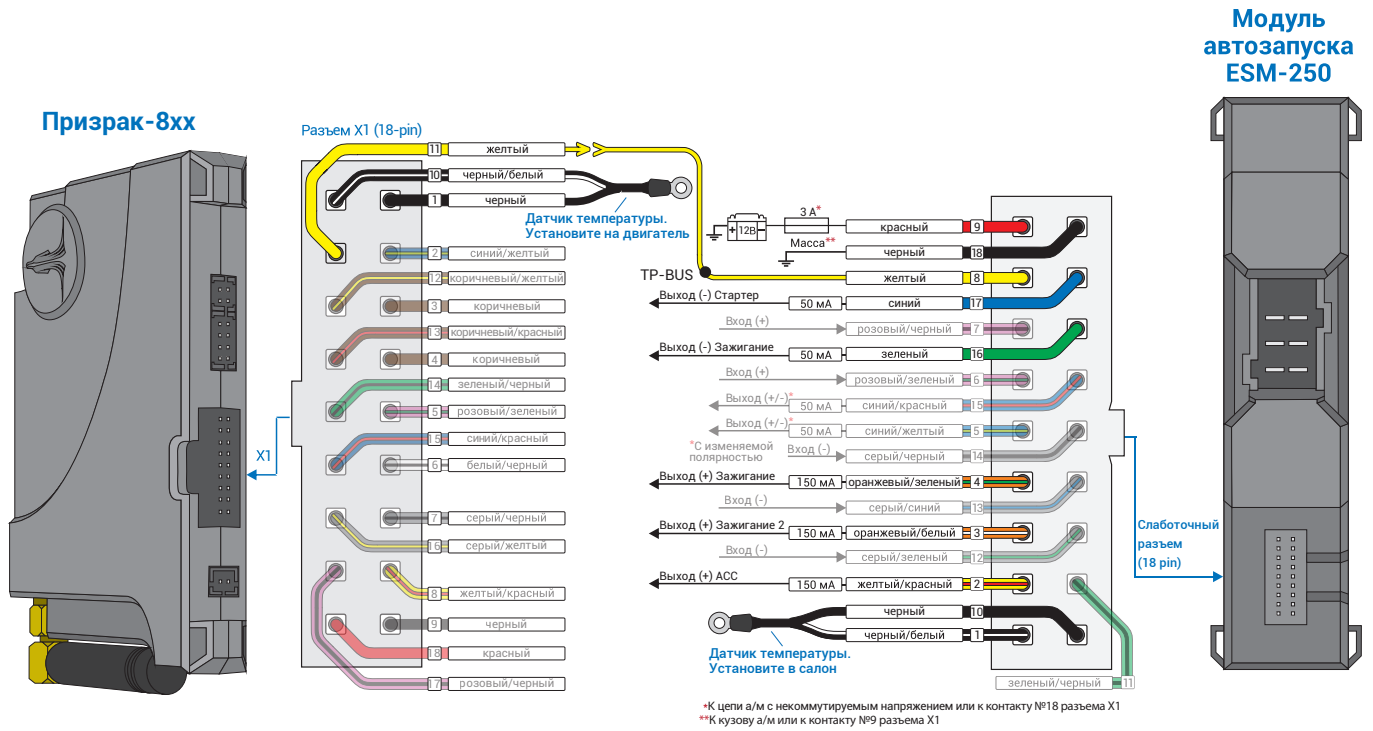 Модуль
автозапуска
ESM-250
Призрак-8xx
Разъем X1 (18-pin)
11 желтый
10 черный/белый
1 черный
Датчик температуры.
Установите на двигатель
2 синий/желтый
12 коричневый/желтый
3 коричневый
13 коричневый/красный
4 коричневый
14 зеленый/черный
5 розовый/зеленый
15 синий/красный
6 белый/черный
7 серый/черный
16 серый/желтый
8 желтый/красный
9 черный
18 красный
17 розовый/черный
X1
TP-BUS
+ 12В - 3 А* красный 9
Масса** черный 18
желтый 8
Выход (-) Стартер 50 мА синий 17
Вход (+) розовый/черный 7
Выход (-) Зажигание 50 мА зеленый 16
Вход (+) розовый/зеленый 6
Выход (+/-)* 50 мА синий/красный 15
Выход (+/-)* 50 мА синий/желтый 5
*С изменяемой
полярностью
Вход (-) серый/черный 14
Выход (+) Зажигание 150 мА оранжевый/зеленый 4
Вход (-) серый/синий 13
Выход (+) Зажигание 2 150 мА оранжевый/белый 3
Вход (-) серый/зеленый 12
Выход (+) ACC 150 мА желтый/красный 2
черный 10
черный/белый 1
Датчик температуры.
Установите в салон
зеленый/черный 11
Слаботочный
разъем
(18 pin)
*К цепи а/м с некоммутируемым напряжением или к контакту №18 разъема X1
**К кузову а/м или к контакту №9 разъема X1